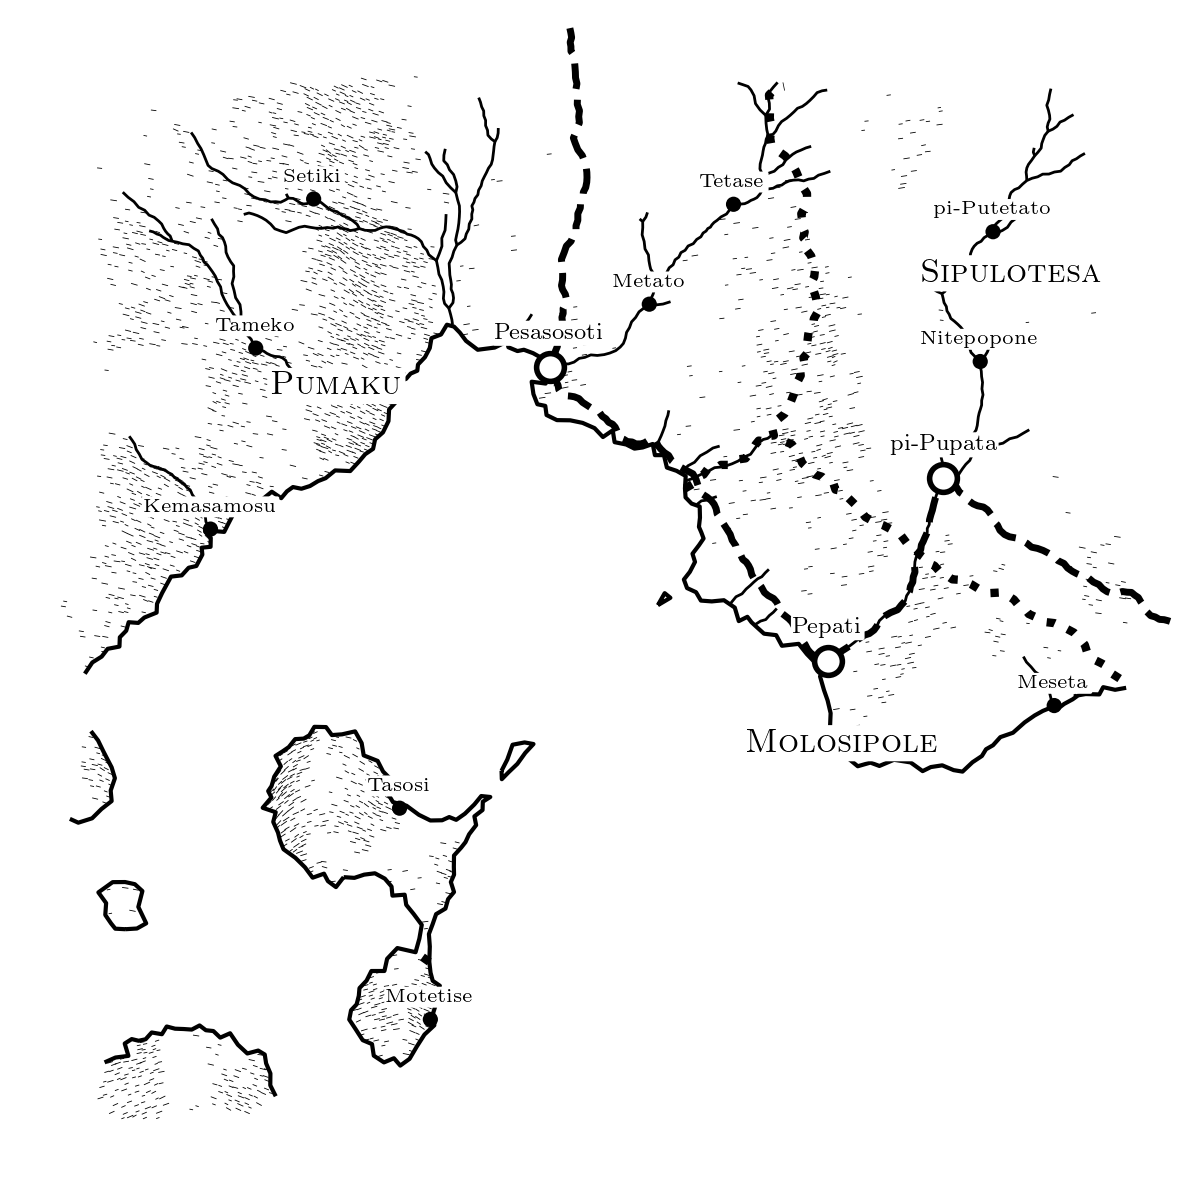 Setiki
Tetase
pi-Putetato
Sipulotesa
Metato
Tameko
Pesasosoti
Nitepopone
Pumaku
pi-Pupata
Kemasamosu
Pepati
Meseta
Molosipole
Tasosi
Motetise